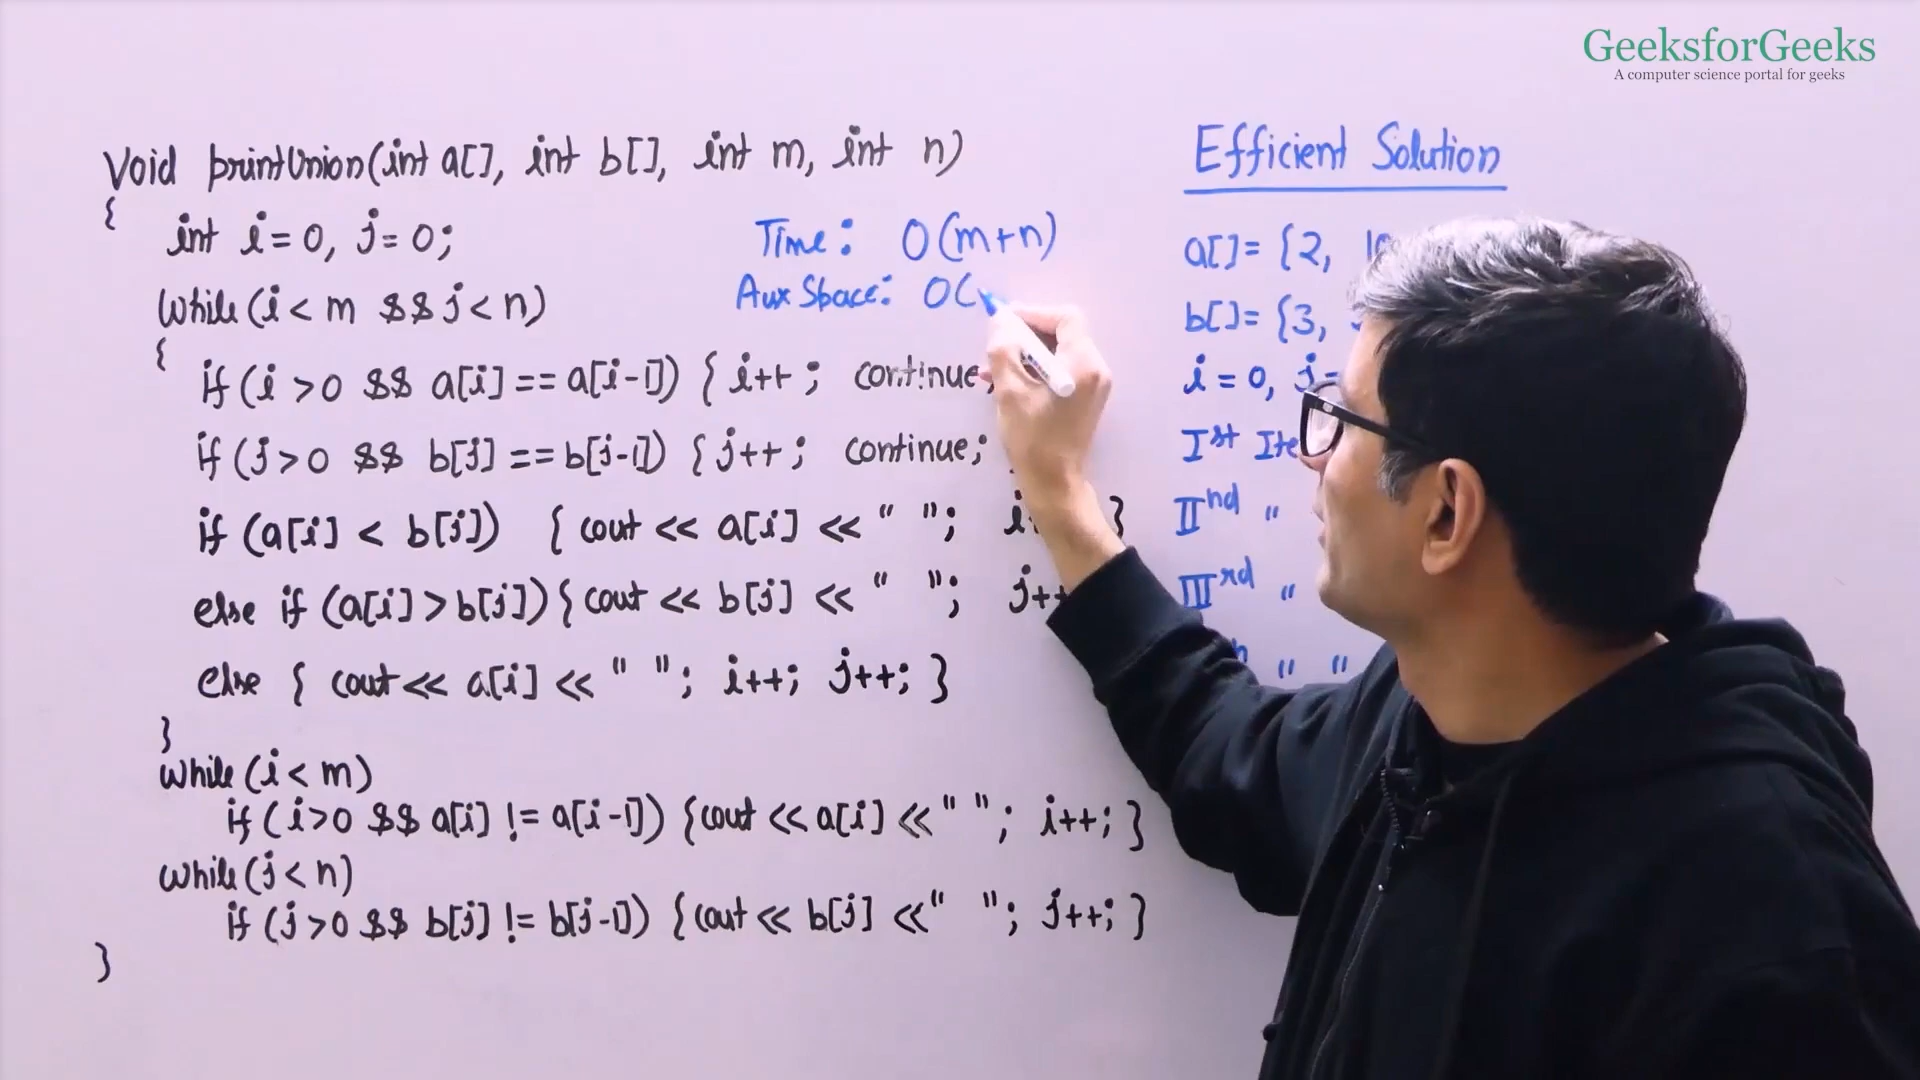 GeeksforGeeks
A computer science portal for geeks
Void printUnion(int a[], int b[], int m, int n)
{
int i=0, j=0;
While(i<m && j<n)
{
if(i>0 && a[i]==a[i-1]) {i++; continue;
if(j>0 && b[j]==b[j-1]) {j++; continue;
if (a[i] < b[j]) {cout << a[i] << " "; i }
else if (a[i]>b[j]){cout << b[j] << " "; j++
else { cout<< a[i] << " "; i++; j++; }
}
While(i<m)
if(i>0 && a[i] != a[i-1]) {cout << a[i] << " "; i++; }
While(j<n)
if(j>0 && b[j] != b[j-1]) {cout << b[j] << " "; j++; }
}
Time: O(m+n)
Aux Space: O(
Efficient Solution
a[]= {2,
b[]= {3,
i=0, j=
Ist Ite
IInd "
IIIrd "
" "